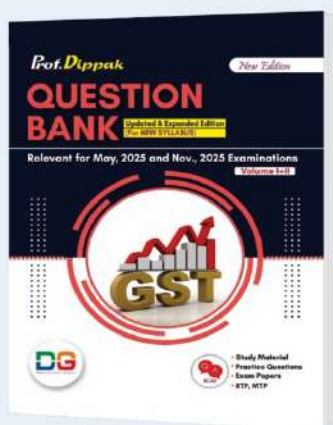 Prof. Dippak
New Edition
QUESTION
BANK Updated & Expanded Edition
(For NEW SYLLABUS)
Relevant for May, 2025 and Nov., 2025 Examinations
Volume I+II
GST
DG
Q A
• Study Material
• Practice Questions
• Exam Papers
• RTP, MTP